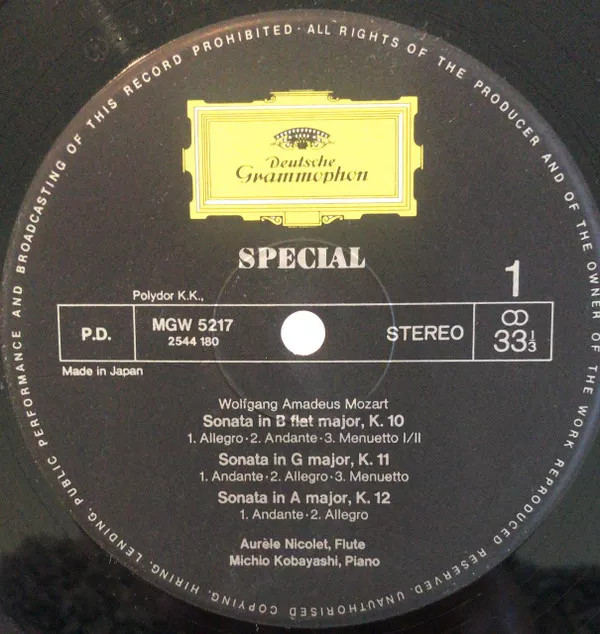 ALL RIGHTS OF THE PRODUCER AND OF THE OWNER OF THE WORK REPRODUCED RESERVED. UNAUTHORISED COPYING, HIRING, LENDING, PUBLIC PERFORMANCE AND BROADCASTING OF THIS RECORD PROHIBITED ·
Deutsche
Grammophon
SPECIAL
1
Polydor K.K.,
P.D.
MGW 5217
2544 180
STEREO
33⅓
Made in Japan
Wolfgang Amadeus Mozart
Sonata in B flet major, K. 10
1. Allegro · 2. Andante · 3. Menuetto I/II
Sonata in G major, K. 11
1. Andante · 2. Allegro · 3. Menuetto
Sonata in A major, K. 12
1. Andante · 2. Allegro
Aurèle Nicolet, Flute
Michio Kobayashi, Piano